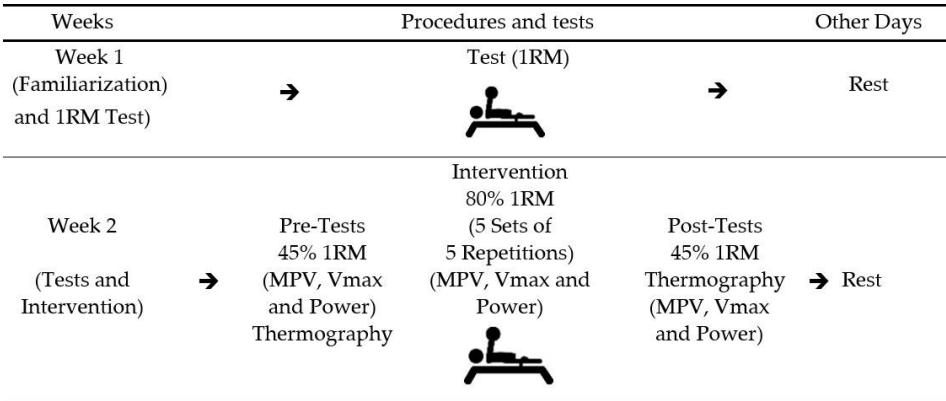 Weeks Procedures and tests Other Days
Week 1
(Familiarization)
and 1RM Test)
➔
Test (1RM)
➔
Rest
Week 2
(Tests and
Intervention)
➔
Pre-Tests
45% 1RM
(MPV, Vmax
and Power)
Thermography
Intervention
80% 1RM
(5 Sets of
5 Repetitions)
(MPV, Vmax and
Power)
Post-Tests
45% 1RM
Thermography
(MPV, Vmax
and Power)
➔
Rest